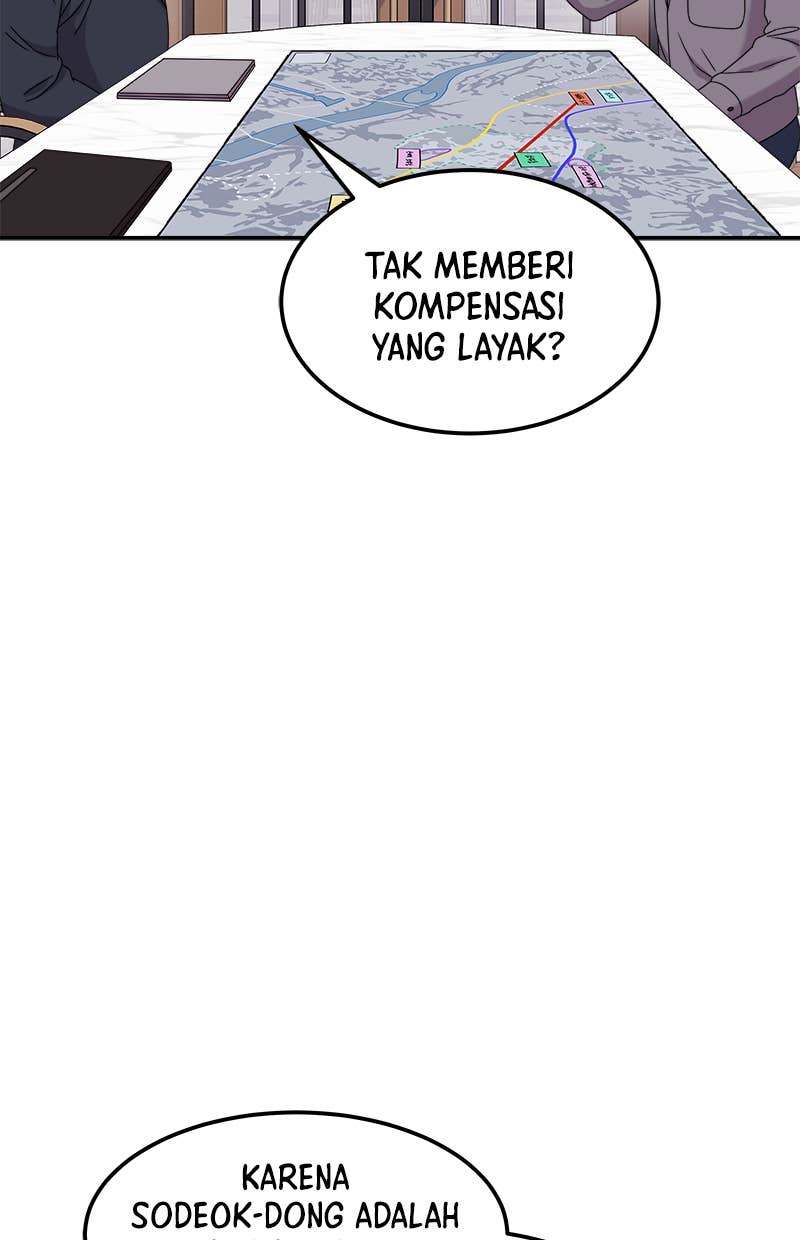 TAK MEMBERI
KOMPENSASI
YANG LAYAK?
KARENA
SODEOK-DONG ADALAH